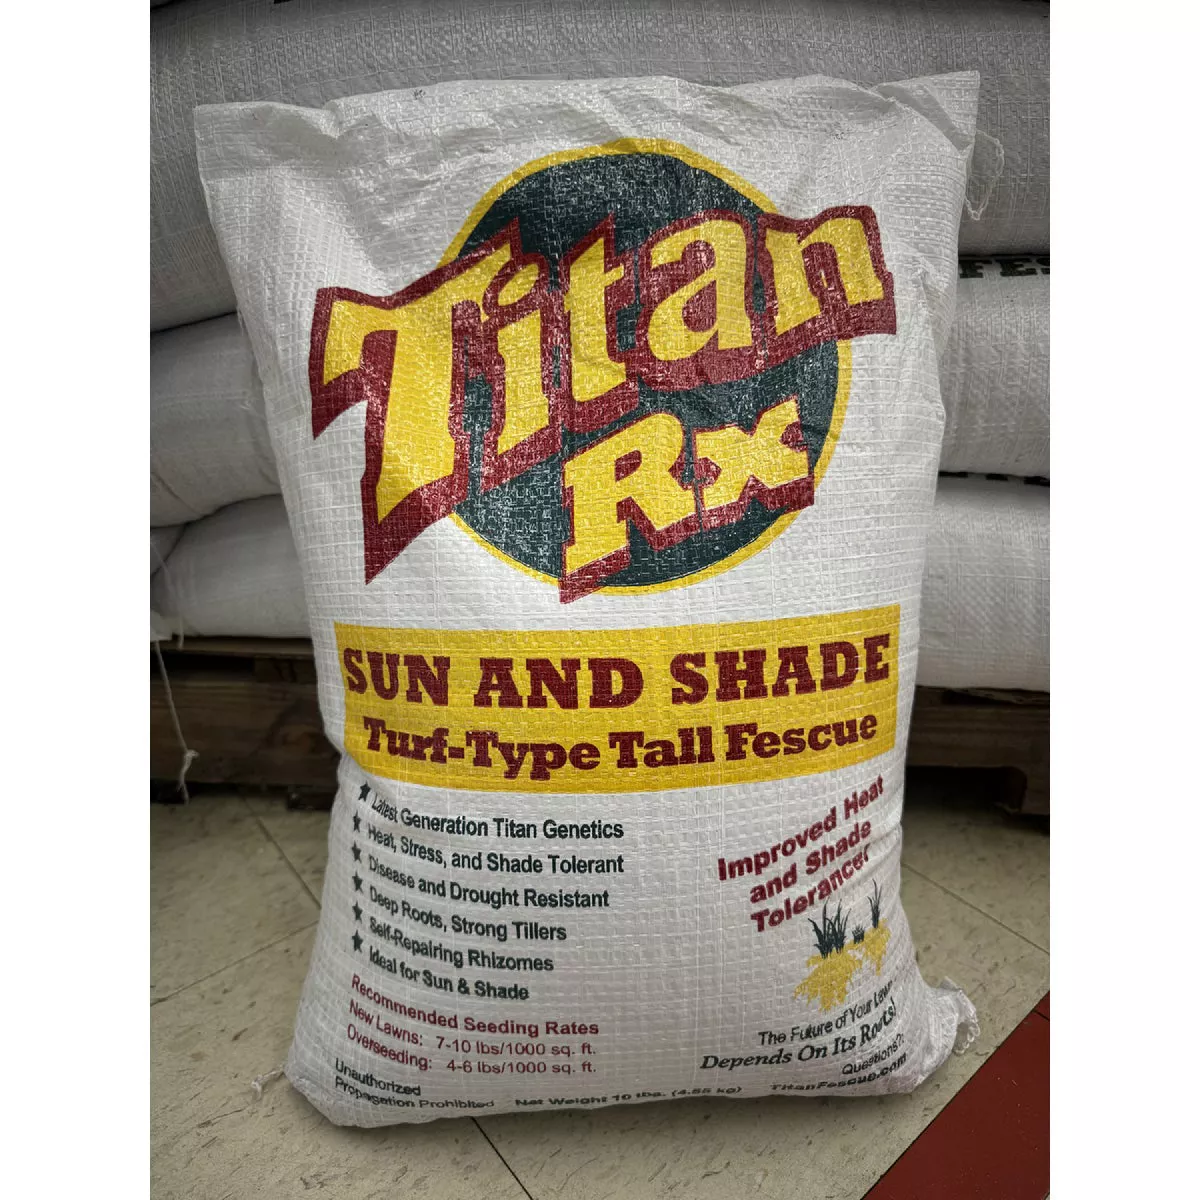 Titan
Rx
SUN AND SHADE
Turf-Type Tall Fescue
Latest Generation Titan Genetics
Heat, Stress, and Shade Tolerant
Disease and Drought Resistant
Deep Roots, Strong Tillers
Self-Repairing Rhizomes
Ideal for Sun & Shade
Recommended Seeding Rates
New Lawns: 7-10 lbs/1000 sq. ft.
Overseeding: 4-6 lbs/1000 sq. ft.
Unauthorized
Propagation Prohibited
Net Weight 10 lbs. (4.55 kg)
Improved Heat
and Shade
Tolerance!
The Future of Your Lawn
Depends On Its Roots!
Questions?:
TitanFescue.com